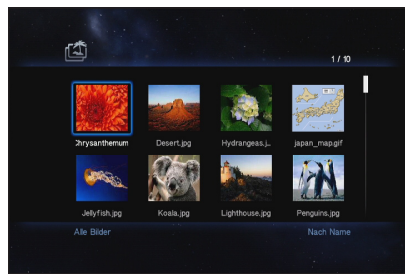 1 / 10
Chrysanthemum
Desert.jpg
Hydrangeas.j..
japan_map.gif
Jellyfish.jpg
Koala.jpg
Lighthouse.jpg
Penguins.jpg
Alle Bilder
Nach Name